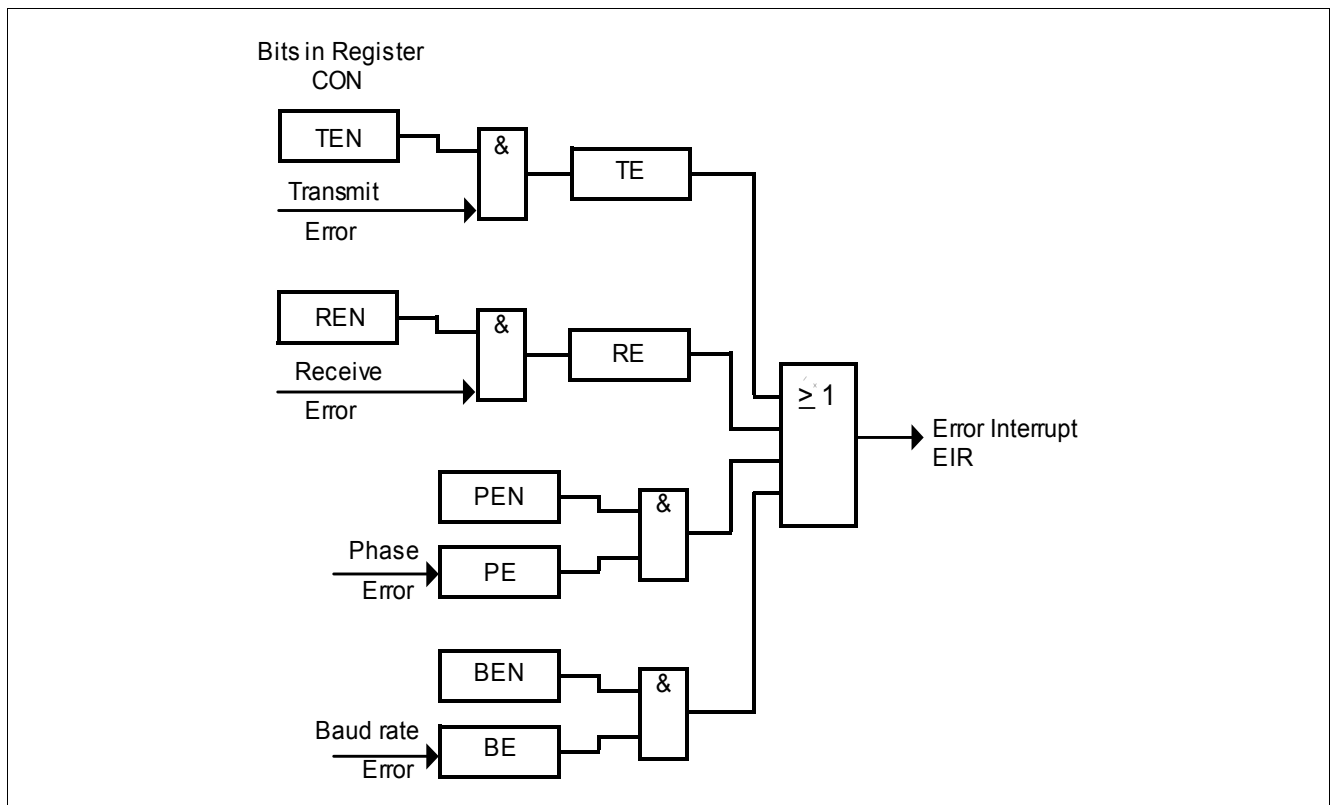 Bits in Register
CON
TEN
&
TE
Transmit
Error
REN
&
RE
Receive
Error
≥ 1
Error Interrupt
EIR
PEN
&
Phase
Error
PE
BEN
&
Baud rate
Error
BE